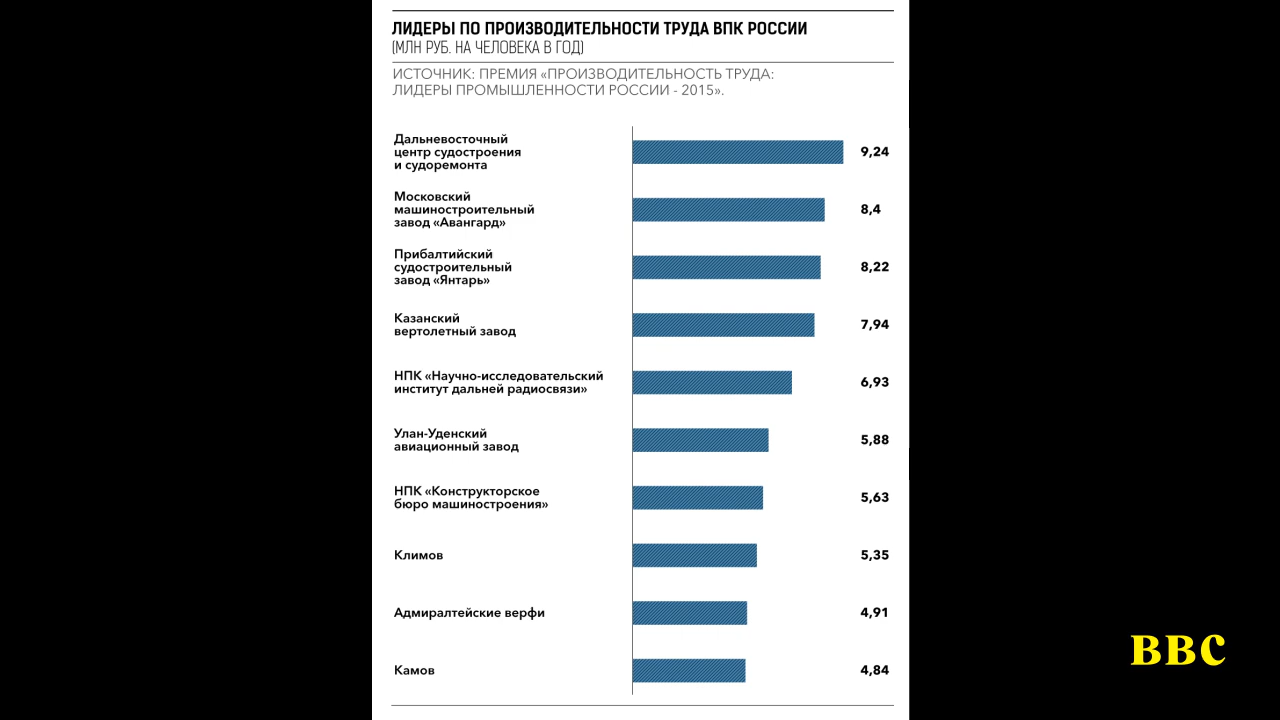 ЛИДЕРЫ ПО ПРОИЗВОДИТЕЛЬНОСТИ ТРУДА ВПК РОССИИ
(МЛН РУБ. НА ЧЕЛОВЕКА В ГОД)
ИСТОЧНИК: ПРЕМИЯ «ПРОИЗВОДИТЕЛЬНОСТЬ ТРУДА:
ЛИДЕРЫ ПРОМЫШЛЕННОСТИ РОССИИ - 2015».
Дальневосточный
центр судостроения
и судоремонта
9,24
Московский
машиностроительный
завод «Авангард»
8,4
Прибалтийский
судостроительный
завод «Янтарь»
8,22
Казанский
вертолетный завод
7,94
НПК «Научно-исследовательский
институт дальней радиосвязи»
6,93
Улан-Уденский
авиационный завод
5,88
НПК «Конструкторское
бюро машиностроения»
5,63
Климов
5,35
Адмиралтейские верфи
4,91
Камов
4,84
ВВС